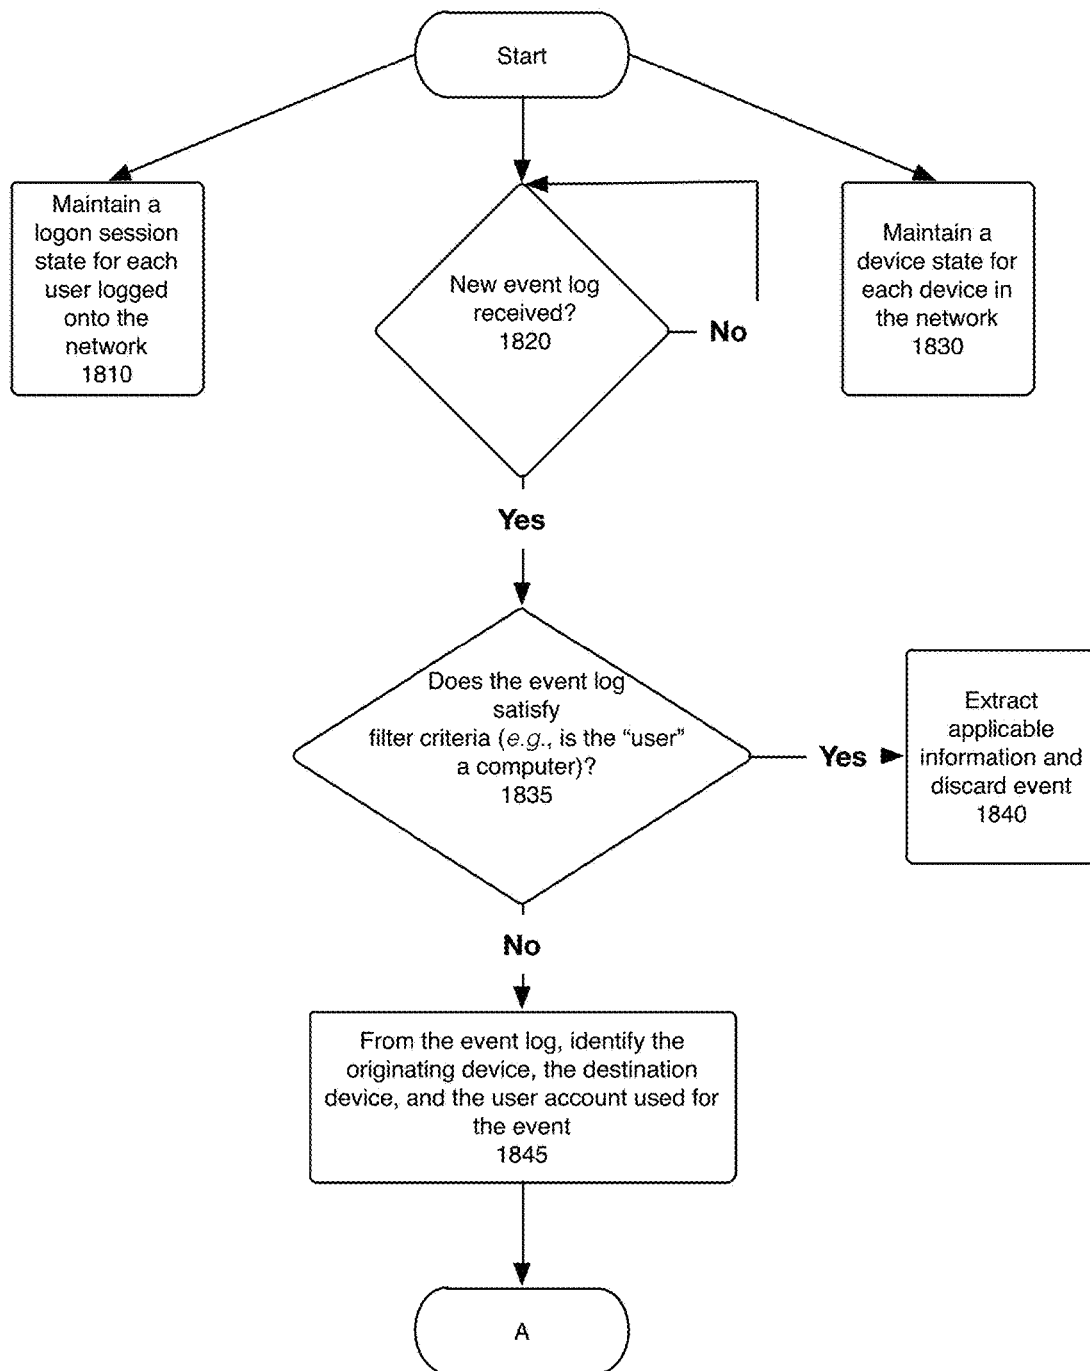 Start
Maintain a
logon session
state for each
user logged
onto the
network
1810
New event log
received?
1820
No
Maintain a
device state for
each device in
the network
1830
Yes
Does the event log
satisfy
filter criteria (e.g., is the “user”
a computer)?
1835
Yes
Extract
applicable
information and
discard event
1840
No
From the event log, identify the
originating device, the destination
device, and the user account used for
the event
1845
A